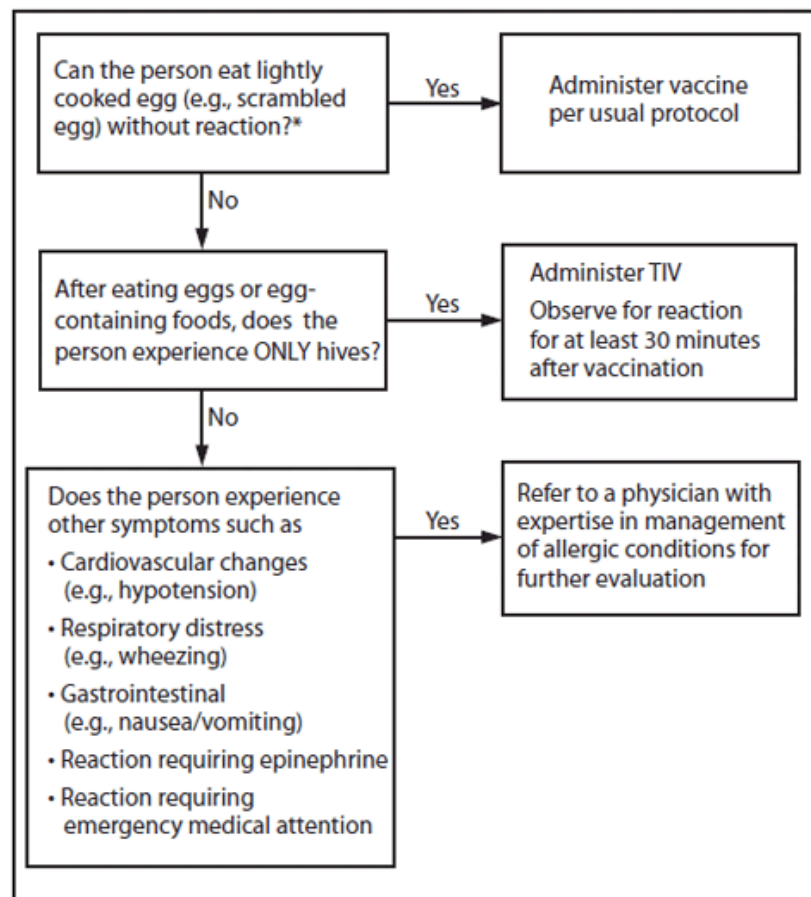 Can the person eat lightly
cooked egg (e.g., scrambled
egg) without reaction?*
Yes
Administer vaccine
per usual protocol
No
After eating eggs or egg-
containing foods, does the
person experience ONLY hives?
Yes
Administer TIV
Observe for reaction
for at least 30 minutes
after vaccination
No
Does the person experience
other symptoms such as
• Cardiovascular changes
(e.g., hypotension)
• Respiratory distress
(e.g., wheezing)
• Gastrointestinal
(e.g., nausea/vomiting)
• Reaction requiring epinephrine
• Reaction requiring
emergency medical attention
Yes
Refer to a physician with
expertise in management
of allergic conditions for
further evaluation